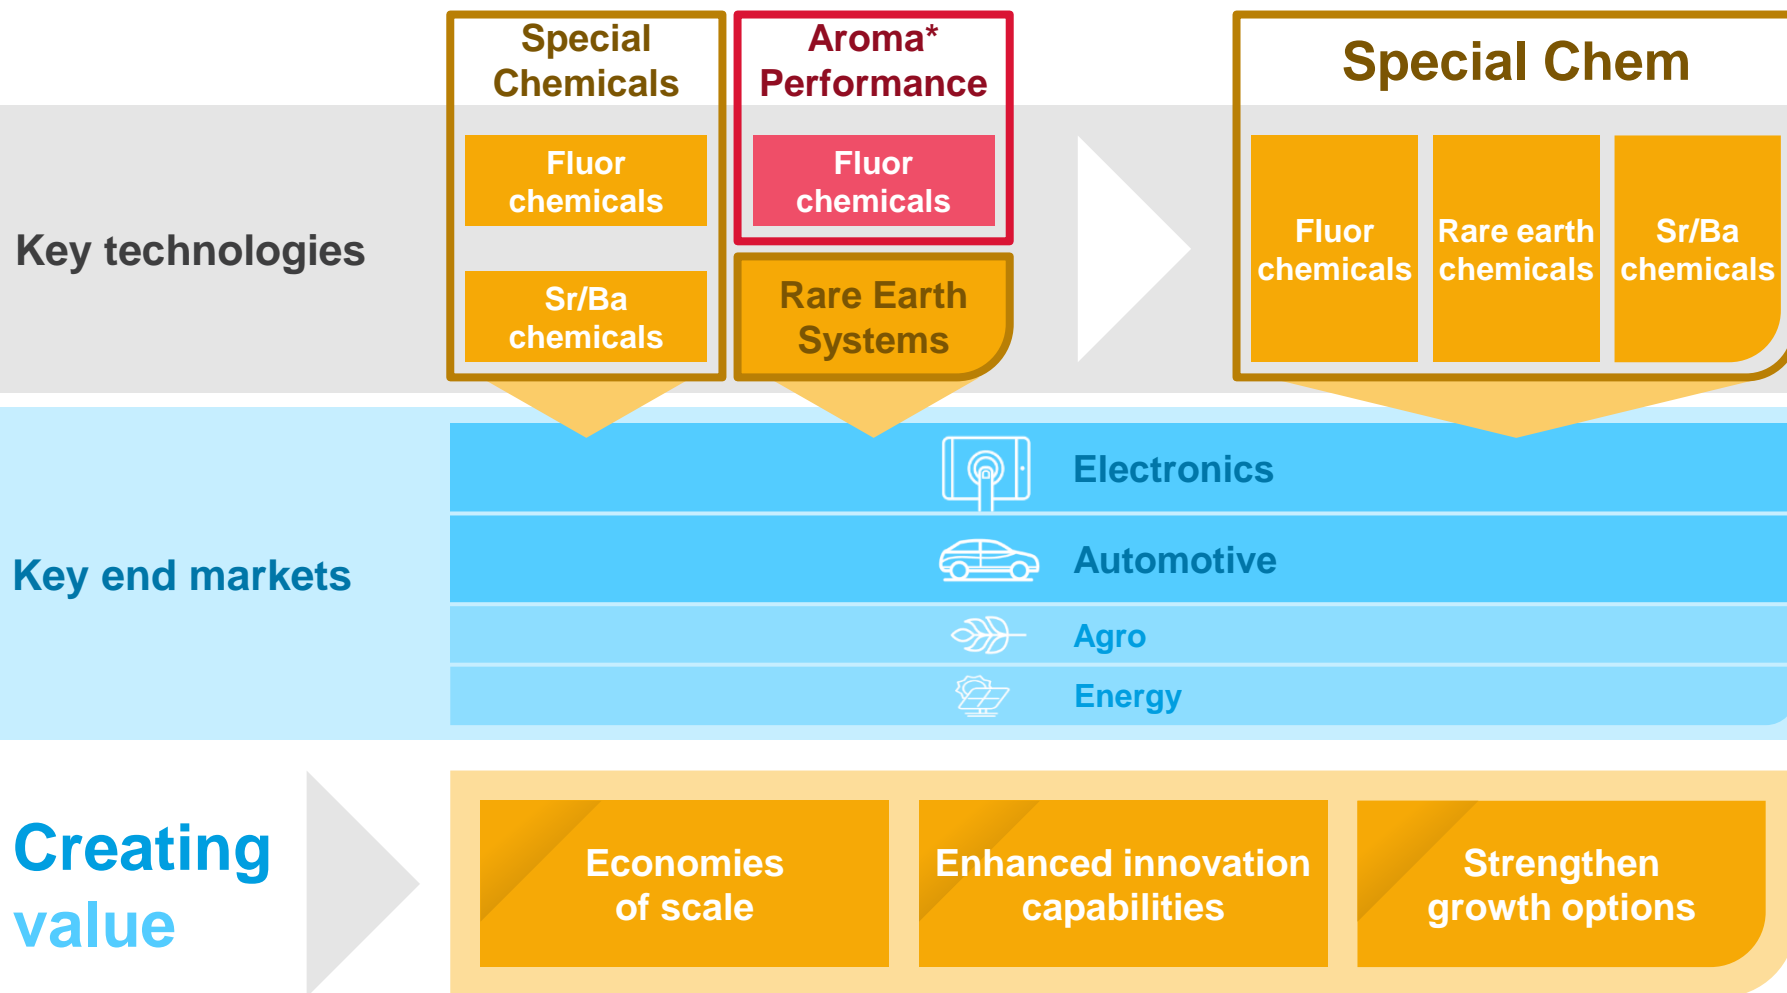 Special
Chemicals
Aroma*
Performance
Special Chem
Key technologies
Fluor
chemicals
Sr/Ba
chemicals
Fluor
chemicals
Rare Earth
Systems
Fluor
chemicals
Rare earth
chemicals
Sr/Ba
chemicals
Key end markets
Electronics
Automotive
Agro
Energy
Creating
value
Economies
of scale
Enhanced innovation
capabilities
Strengthen
growth options